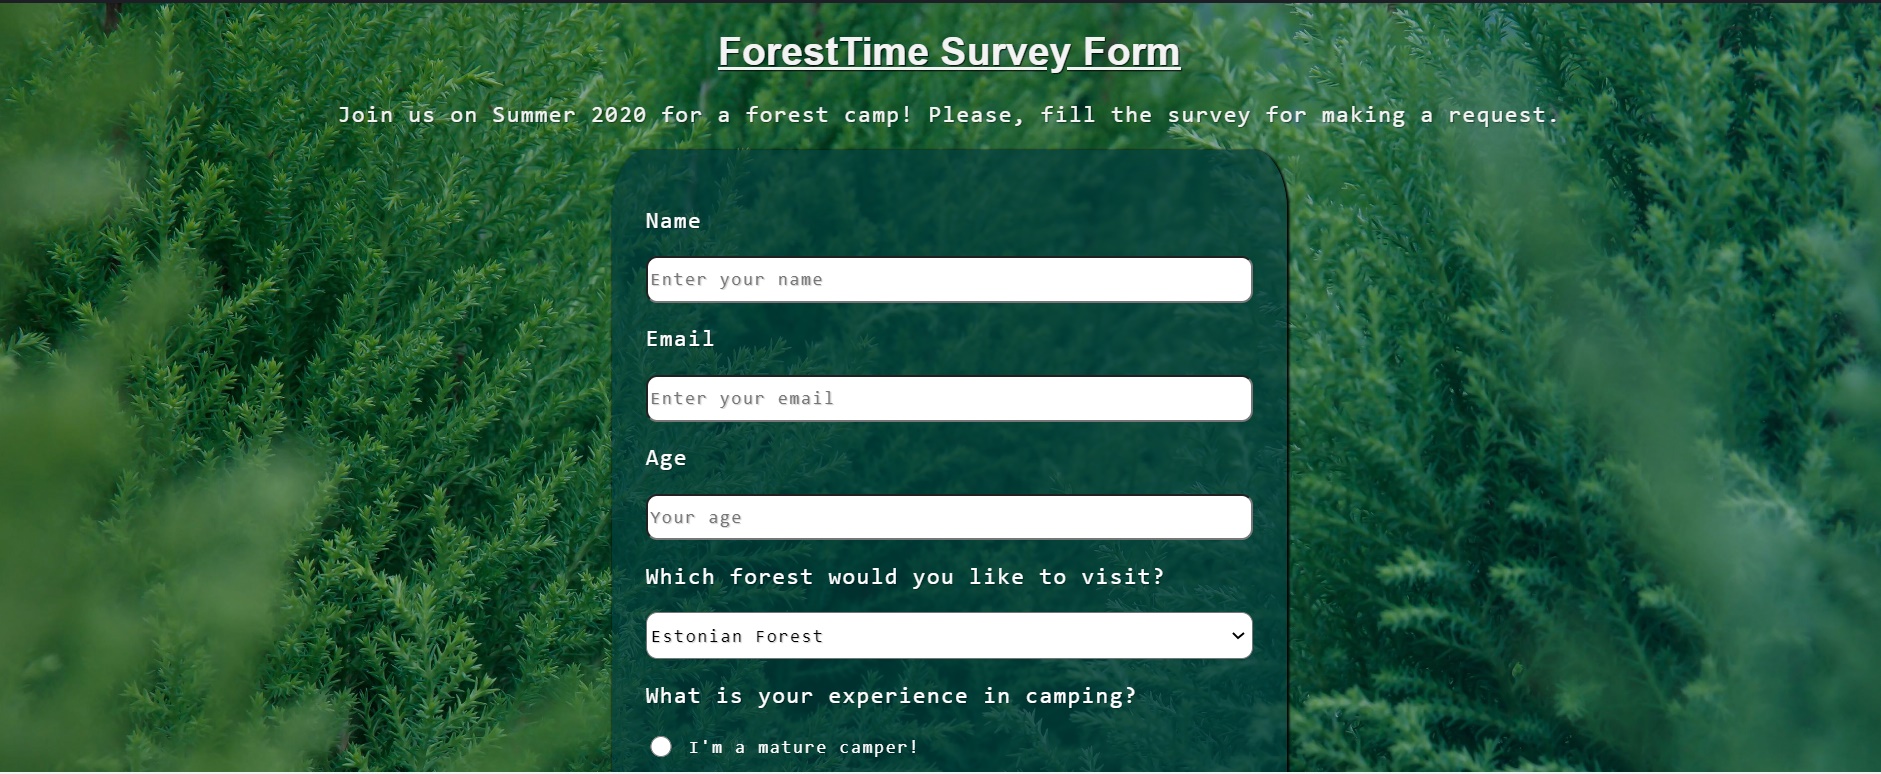 ForestTime Survey Form
Join us on Summer 2020 for a forest camp! Please, fill the survey for making a request.
Name
Enter your name
Email
Enter your email
Age
Your age
Which forest would you like to visit?
Estonian Forest
What is your experience in camping?
I'm a mature camper!